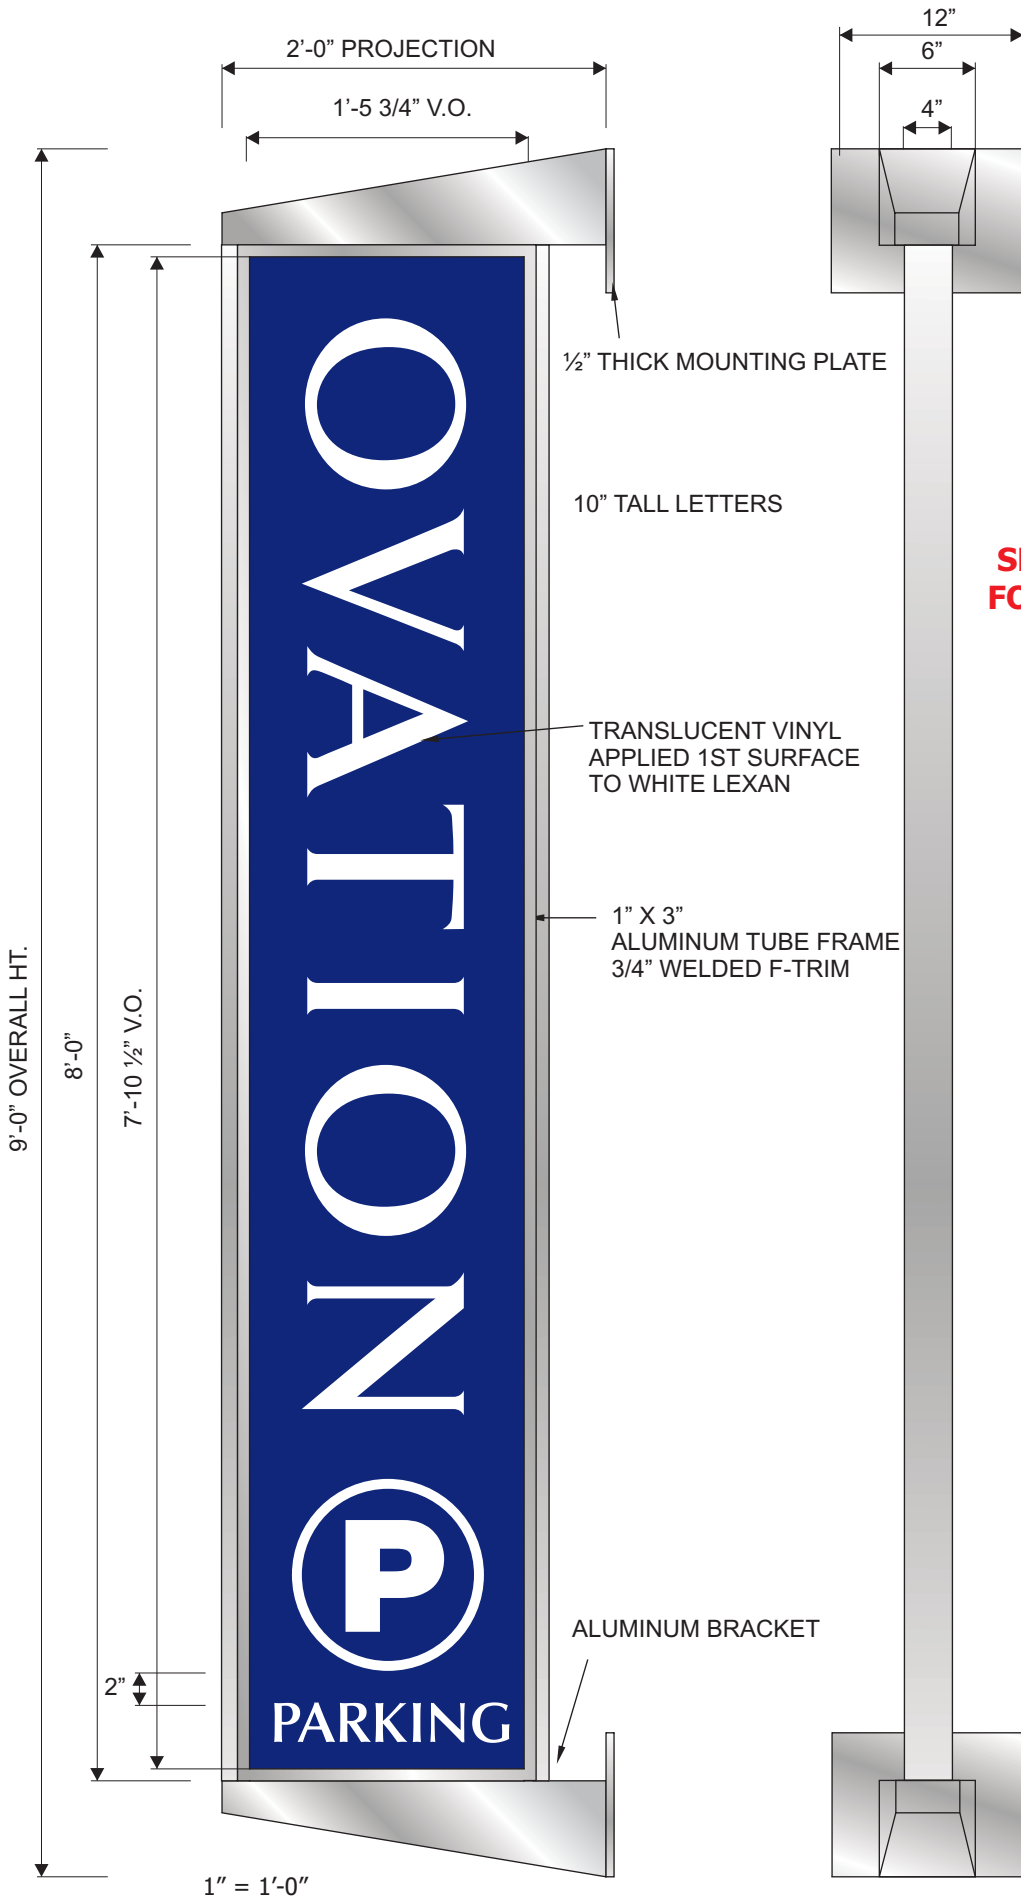 12”
2’-0” PROJECTION
6”
1’-5 3/4” V.O.
4”
½” THICK MOUNTING PLATE
10” TALL LETTERS
OVATION
TRANSLUCENT VINYL
APPLIED 1ST SURFACE
TO WHITE LEXAN
1” X 3”
ALUMINUM TUBE FRAME
3/4” WELDED F-TRIM
9’-0” OVERALL HT.
8’-0”
7’-10 ½” V.O.
P
ALUMINUM BRACKET
2”
PARKING
1″ = 1′-0″